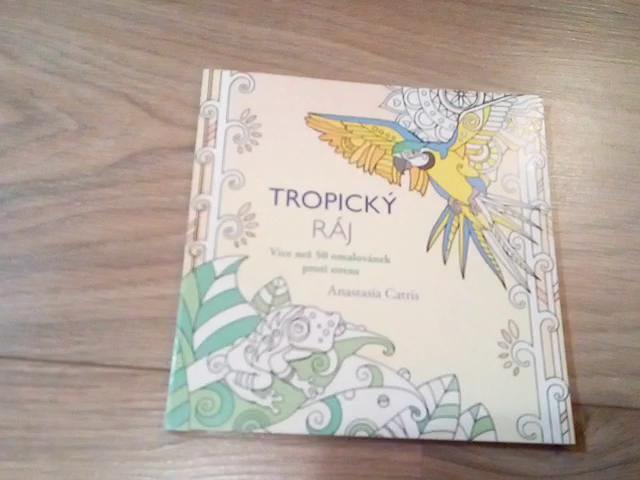 TROPICKÝ
RÁJ
Více než 50 omalovánek
proti stresu
Anastasia Catris